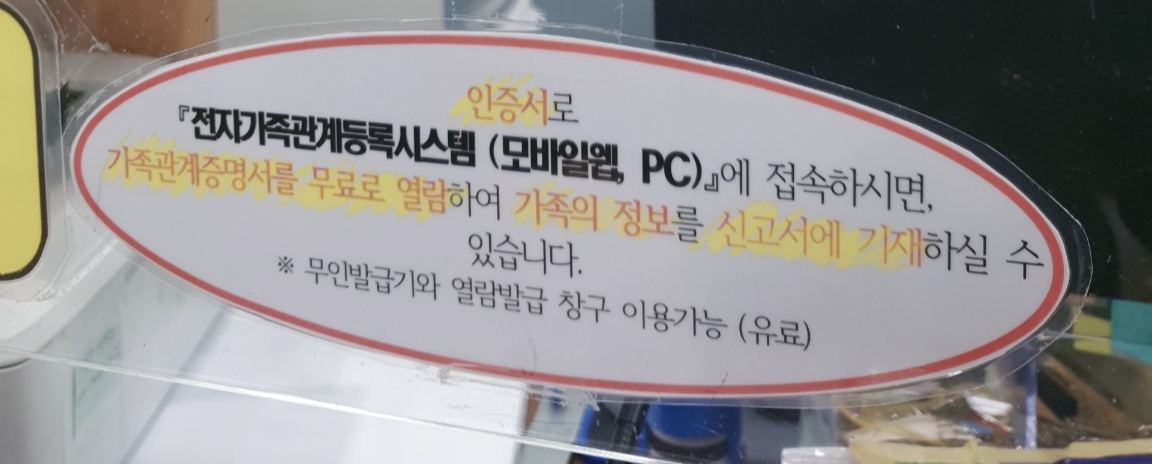 인증서로
『전자가족관계등록시스템 (모바일웹, PC)』에 접속하시면,
가족관계증명서를 무료로 열람하여 가족의 정보를 신고서에 기재하실 수
있습니다.
※ 무인발급기와 열람발급 창구 이용가능 (유료)